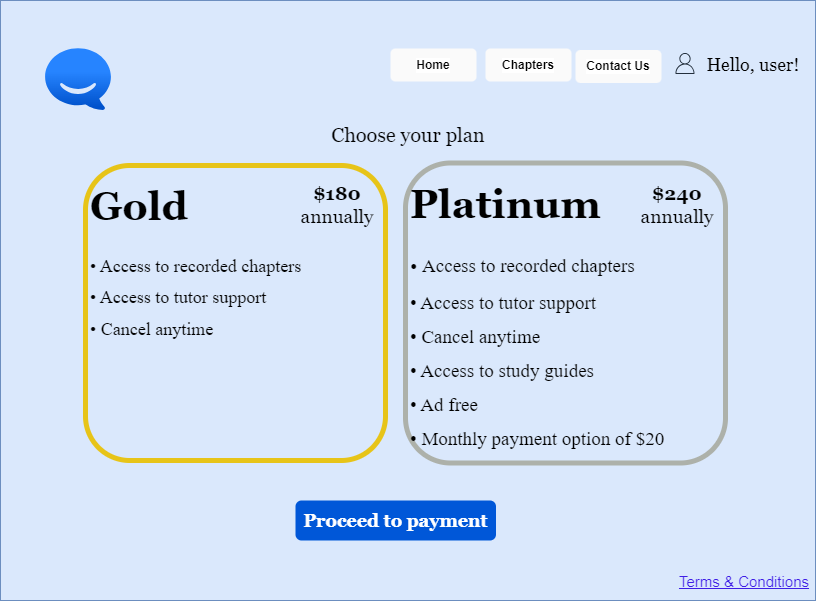 Home
Chapters
Contact Us
Hello, user!
Choose your plan
Gold
$180
annually
• Access to recorded chapters
• Access to tutor support
• Cancel anytime
Platinum
$240
annually
• Access to recorded chapters
• Access to tutor support
• Cancel anytime
• Access to study guides
• Ad free
• Monthly payment option of $20
Proceed to payment
Terms & Conditions